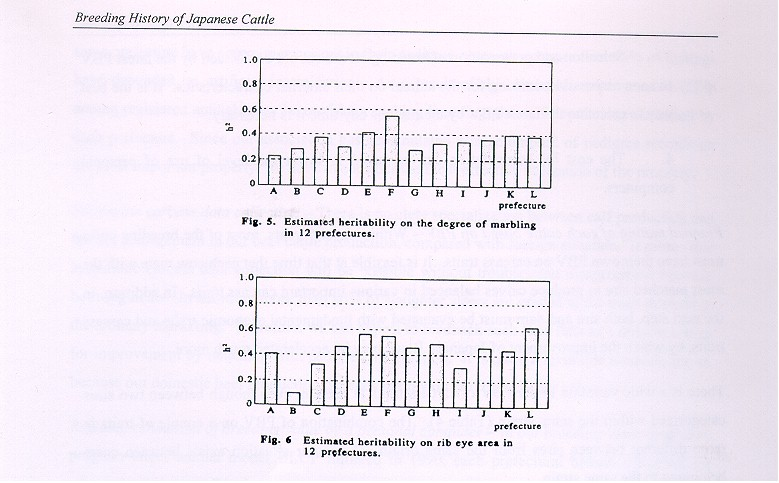 Breeding History of Japanese Cattle
1.0
0.8
0.6
0.4
0.2
0
h²
A B C D E F G H I J K L
prefecture
Fig. 5. Estimated heritability on the degree of marbling
in 12 prefectures.
1.0
0.8
0.6
0.4
0.2
0
h²
A B C D E F G H I J K L
prefecture
Fig. 6 Estimated heritability on rib eye area in
12 prefectures.